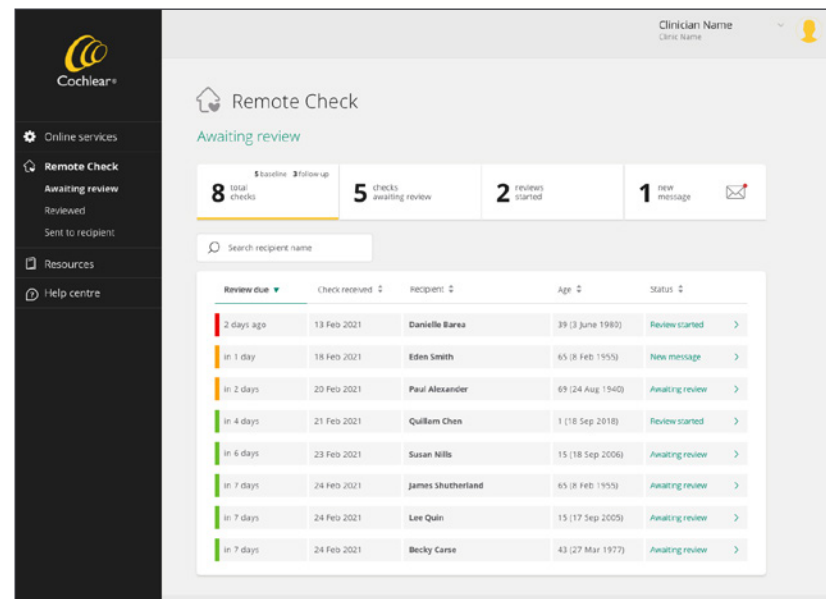 Clinician Name
Clinic Name
Cochlear®
Online services
Remote Check
Awaiting review
Reviewed
Sent to recipient
Resources
Help centre
Remote Check
Awaiting review
5 baseline 3 follow up
8 total checks
5 checks awaiting review
2 reviews started
1 new message
Search recipient name
Review due Check received Recipient Age Status
2 days ago 13 Feb 2021 Danielle Barea 39 (3 June 1980) Review started
in 1 day 18 Feb 2021 Eden Smith 65 (8 Feb 1955) New message
in 2 days 20 Feb 2021 Paul Alexander 69 (24 Aug 1940) Awaiting review
in 4 days 21 Feb 2021 Quillam Chen 1 (18 Sep 2018) Review started
in 6 days 23 Feb 2021 Susan Nills 15 (18 Sep 2006) Awaiting review
in 7 days 24 Feb 2021 James Shutherland 65 (8 Feb 1955) Awaiting review
in 7 days 24 Feb 2021 Lee Quin 15 (17 Sep 2005) Awaiting review
in 7 days 24 Feb 2021 Becky Carse 43 (27 Mar 1977) Awaiting review